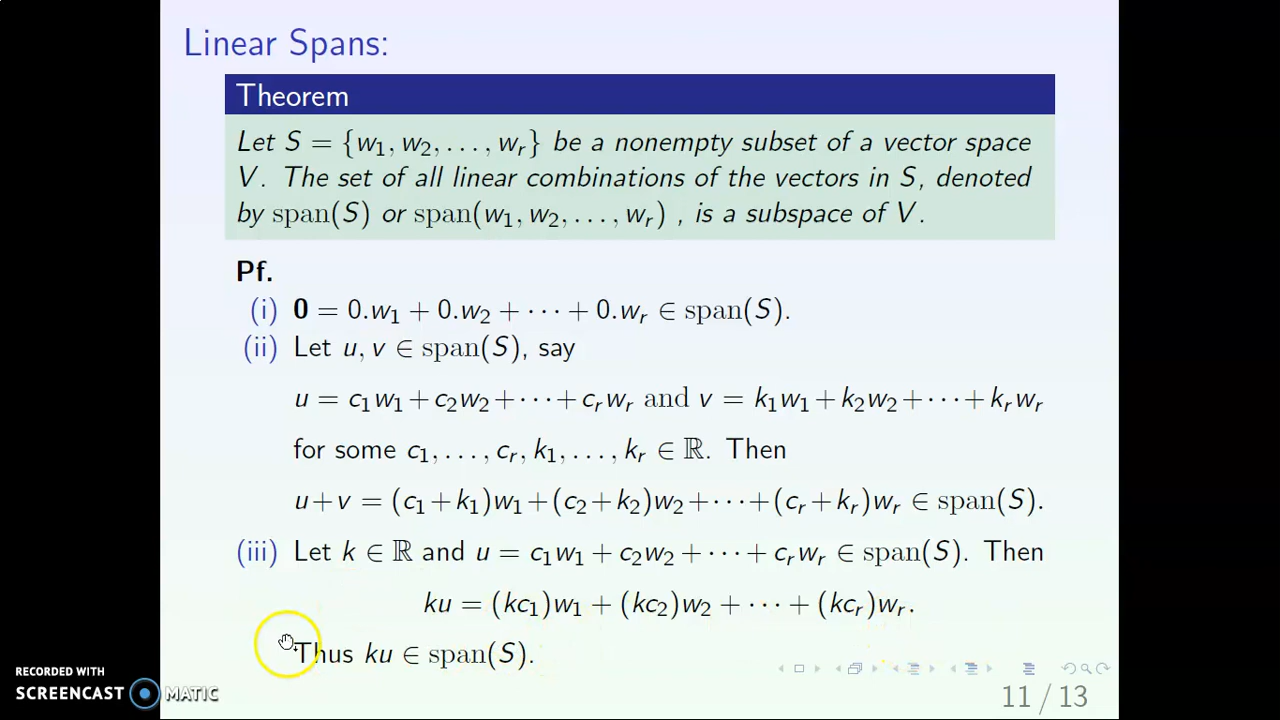 Linear Spans:
Theorem
Let S = {w₁, w₂, . . . , wᵣ} be a nonempty subset of a vector space
V. The set of all linear combinations of the vectors in S, denoted
by span(S) or span(w₁, w₂, . . . , wᵣ) , is a subspace of V.
Pf.
(i) 0 = 0.w₁ + 0.w₂ + ··· + 0.wᵣ ∈ span(S).
(ii) Let u, v ∈ span(S), say
u = c₁w₁ + c₂w₂ + ··· + cᵣwᵣ and v = k₁w₁ + k₂w₂ + ··· + kᵣwᵣ
for some c₁, . . . , cᵣ, k₁, . . . , kᵣ ∈ ℝ. Then
u + v = (c₁ + k₁)w₁ + (c₂ + k₂)w₂ + ··· + (cᵣ + kᵣ)wᵣ ∈ span(S).
(iii) Let k ∈ ℝ and u = c₁w₁ + c₂w₂ + ··· + cᵣwᵣ ∈ span(S). Then
ku = (kc₁)w₁ + (kc₂)w₂ + ··· + (kcᵣ)wᵣ.
Thus ku ∈ span(S).
RECORDED WITH
SCREENCAST MATIC
11 / 13